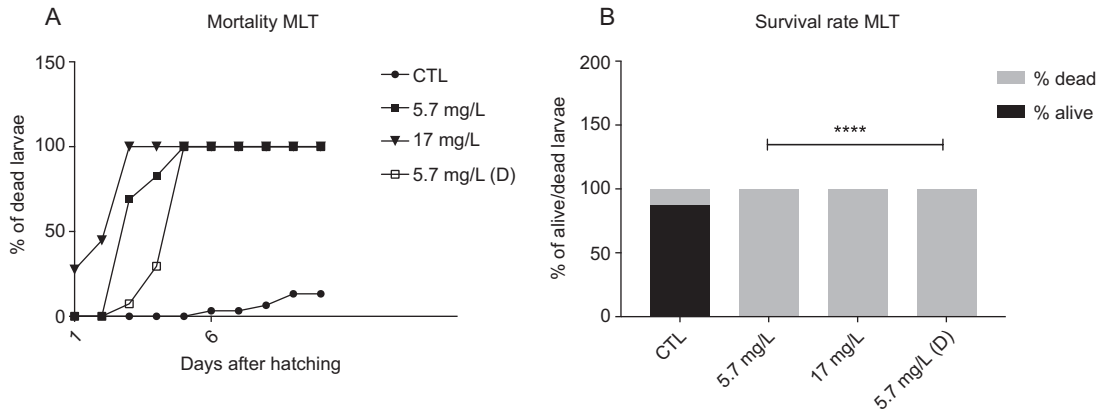 A
Mortality MLT
150
100
50
0
% of dead larvae
1
6
Days after hatching
CTL
5.7 mg/L
17 mg/L
5.7 mg/L (D)
B
Survival rate MLT
200
150
100
50
0
% of alive/dead larvae
****
CTL
5.7 mg/L
17 mg/L
5.7 mg/L (D)
% dead
% alive